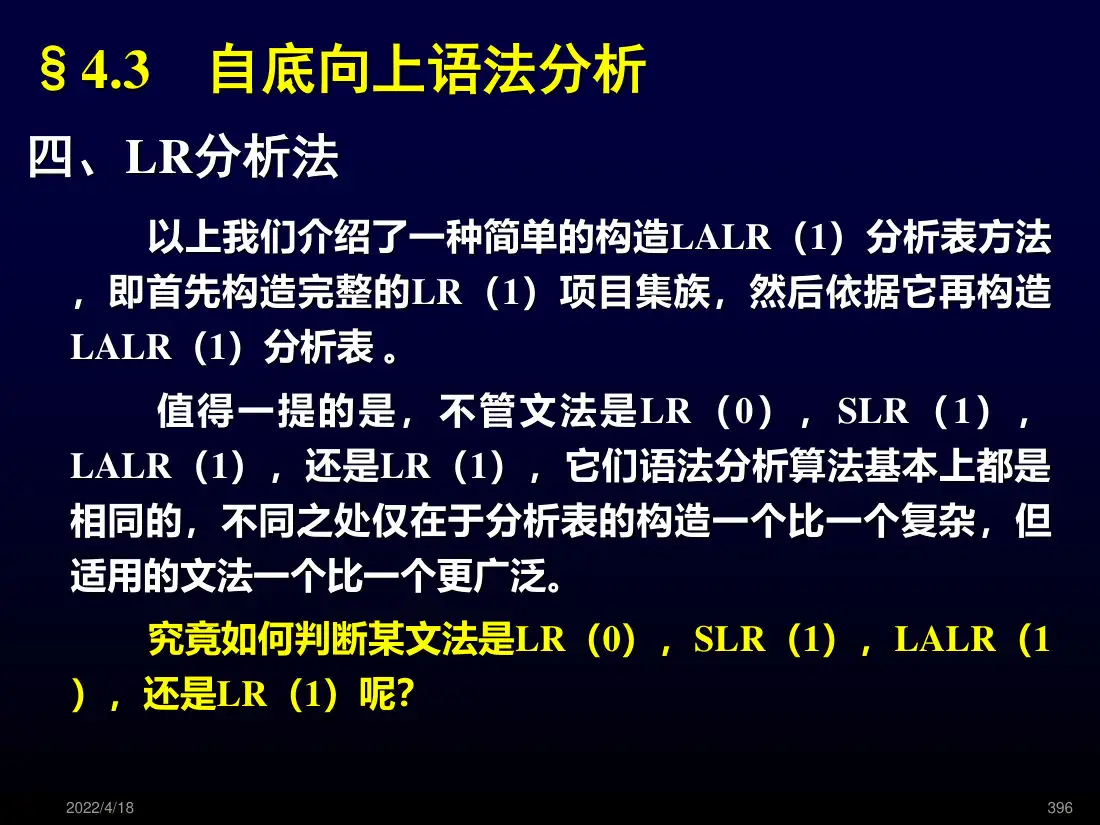 §4.3 自底向上语法分析
四、LR分析法
以上我们介绍了一种简单的构造LALR（1）分析表方法
，即首先构造完整的LR（1）项目集族，然后依据它再构造
LALR（1）分析表 。
值得一提的是，不管文法是LR（0），SLR（1），
LALR（1），还是LR（1），它们语法分析算法基本上都是
相同的，不同之处仅在于分析表的构造一个比一个复杂，但
适用的文法一个比一个更广泛。
究竟如何判断某文法是LR（0），SLR（1），LALR（1
），还是LR（1）呢？
2022/4/18
396